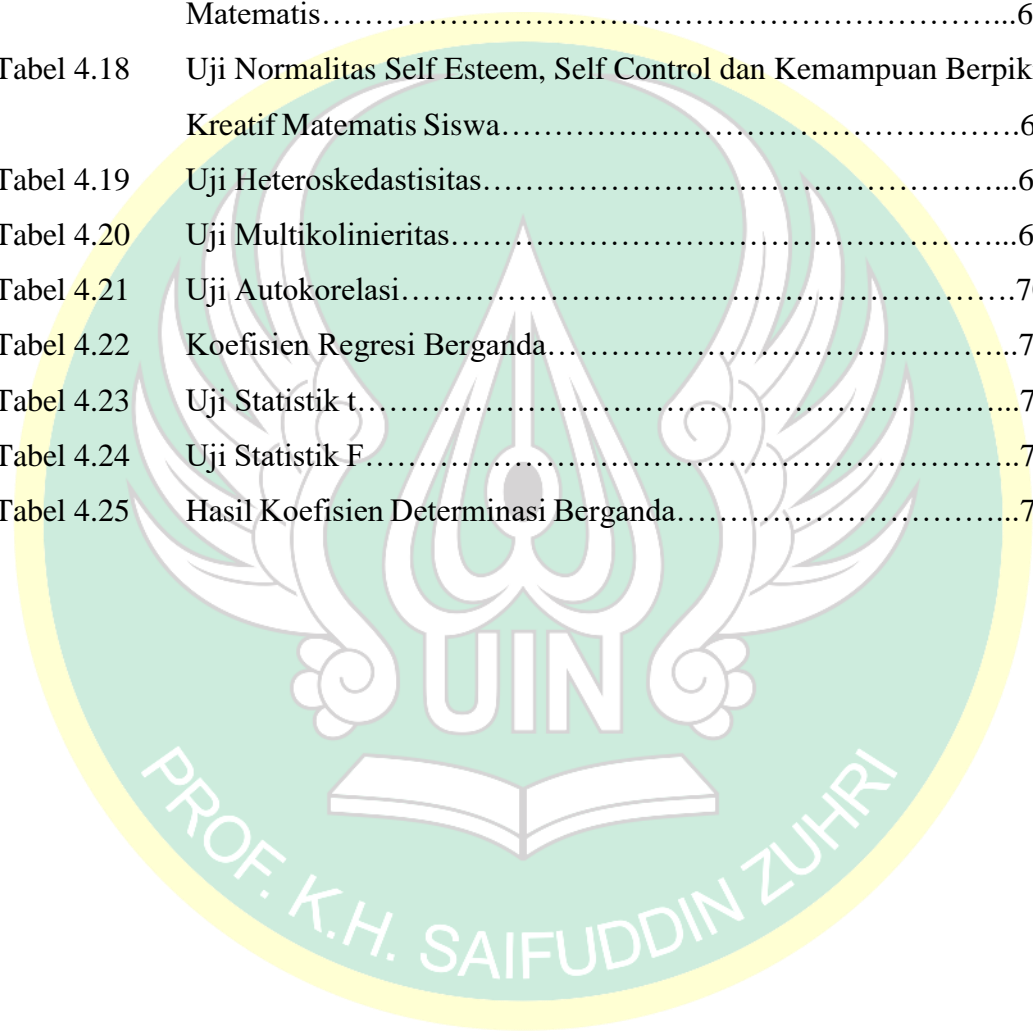 Matematis…………………………………………………...6
Tabel 4.18 Uji Normalitas Self Esteem, Self Control dan Kemampuan Berpik
Kreatif Matematis Siswa……………………………………….6
Tabel 4.19 Uji Heteroskedastisitas…………………………………...6
Tabel 4.20 Uji Multikolinieritas……………………………………...6
Tabel 4.21 Uji Autokorelasi………………………………………….7
Tabel 4.22 Koefisien Regresi Berganda……………………………...7
Tabel 4.23 Uji Statistik t……………………………………………...7
Tabel 4.24 Uji Statistik F……………………………………………..7
Tabel 4.25 Hasil Koefisien Determinasi Berganda…………………...7
UIN
PROF. K.H. SAIFUDDIN ZUHRI